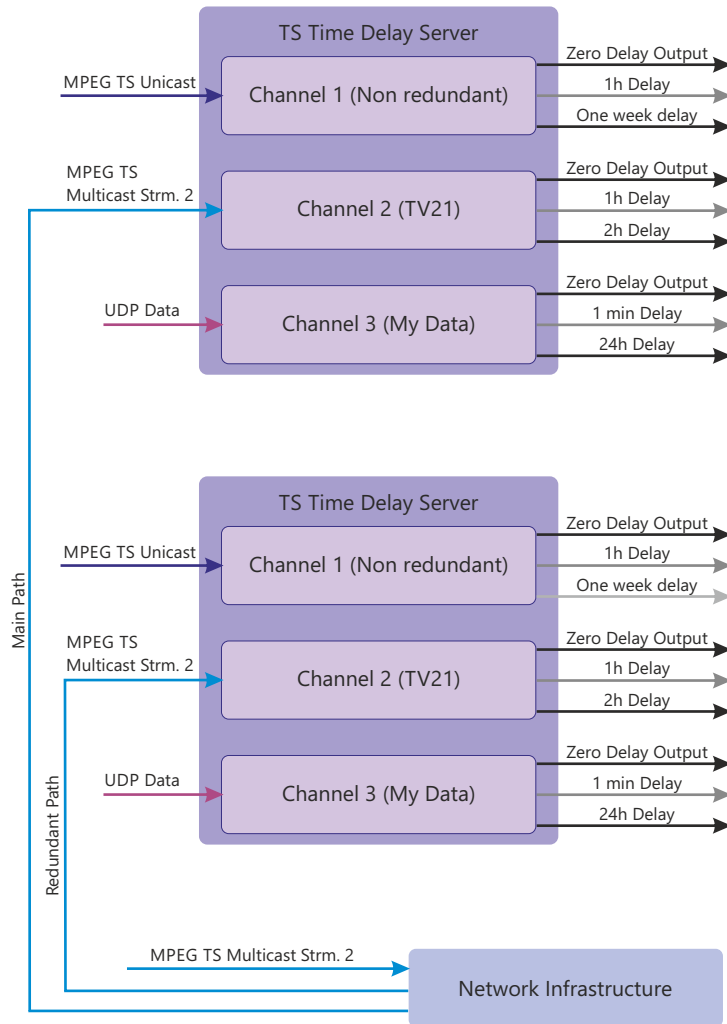 TS Time Delay Server
MPEG TS Unicast
Channel 1 (Non redundant)
Zero Delay Output
1h Delay
One week delay
MPEG TS
Multicast Strm. 2
Channel 2 (TV21)
Zero Delay Output
1h Delay
2h Delay
UDP Data
Channel 3 (My Data)
Zero Delay Output
1 min Delay
24h Delay
TS Time Delay Server
MPEG TS Unicast
Channel 1 (Non redundant)
Zero Delay Output
1h Delay
One week delay
Main Path
MPEG TS
Multicast Strm. 2
Channel 2 (TV21)
Zero Delay Output
1h Delay
2h Delay
UDP Data
Channel 3 (My Data)
Zero Delay Output
1 min Delay
24h Delay
Redundant Path
MPEG TS Multicast Strm. 2
Network Infrastructure